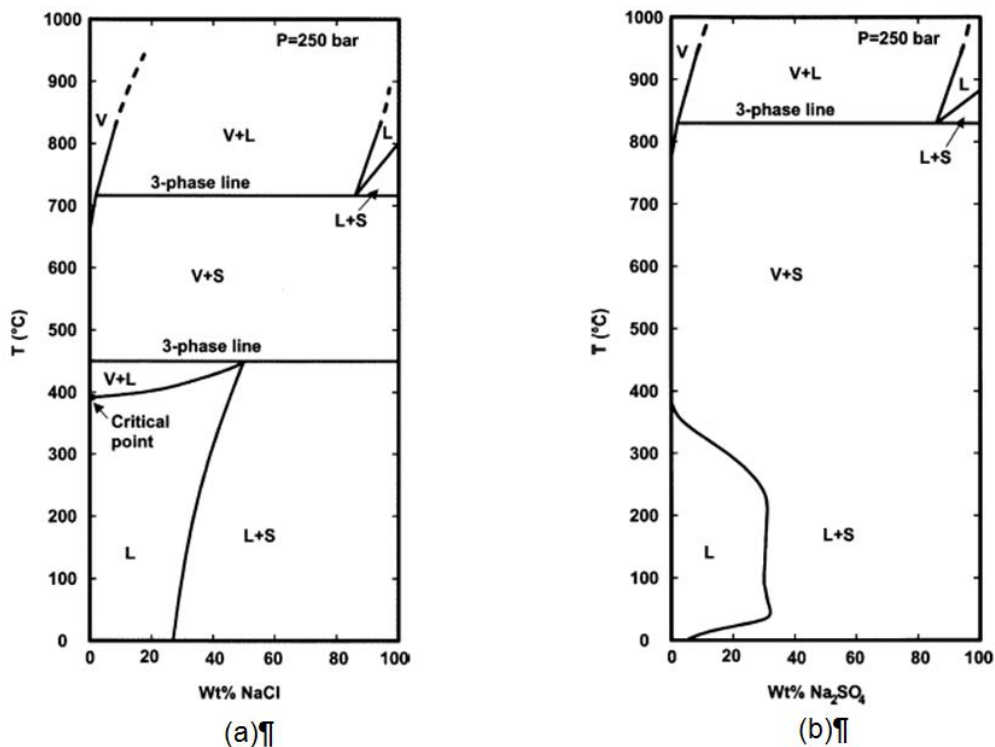 1000
P=250 bar
900
V
V+L
L
800
3-phase line
700
L+S
600
V+S
T (°C)
500
3-phase line
400
V+L
Critical
point
300
200
L
L+S
100
0
0 20 40 60 80 100
Wt% NaCl
(a)¶
1000
P=250 bar
V
900
V+L
L
3-phase line
800
L+S
700
600
V+S
T (°C)
500
400
300
200
L
L+S
100
0
0 20 40 60 80 100
Wt% Na₂SO₄
(b)¶